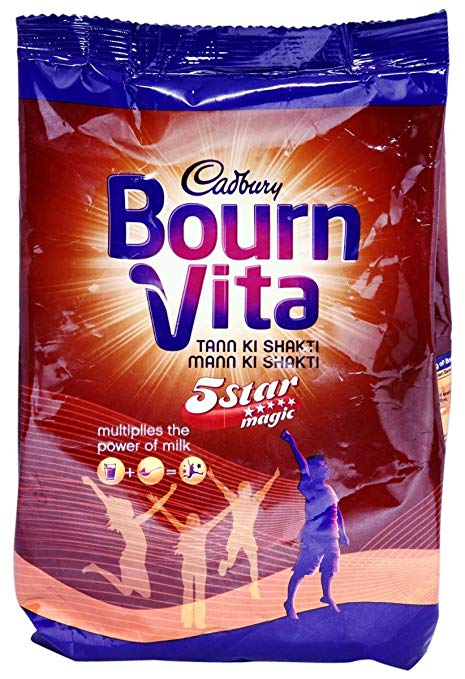 Cadbury
Bourn
Vita
TANN KI SHAKTI
MANN KI SHAKTI
5star
magic
multiplies the
power of milk
+ =